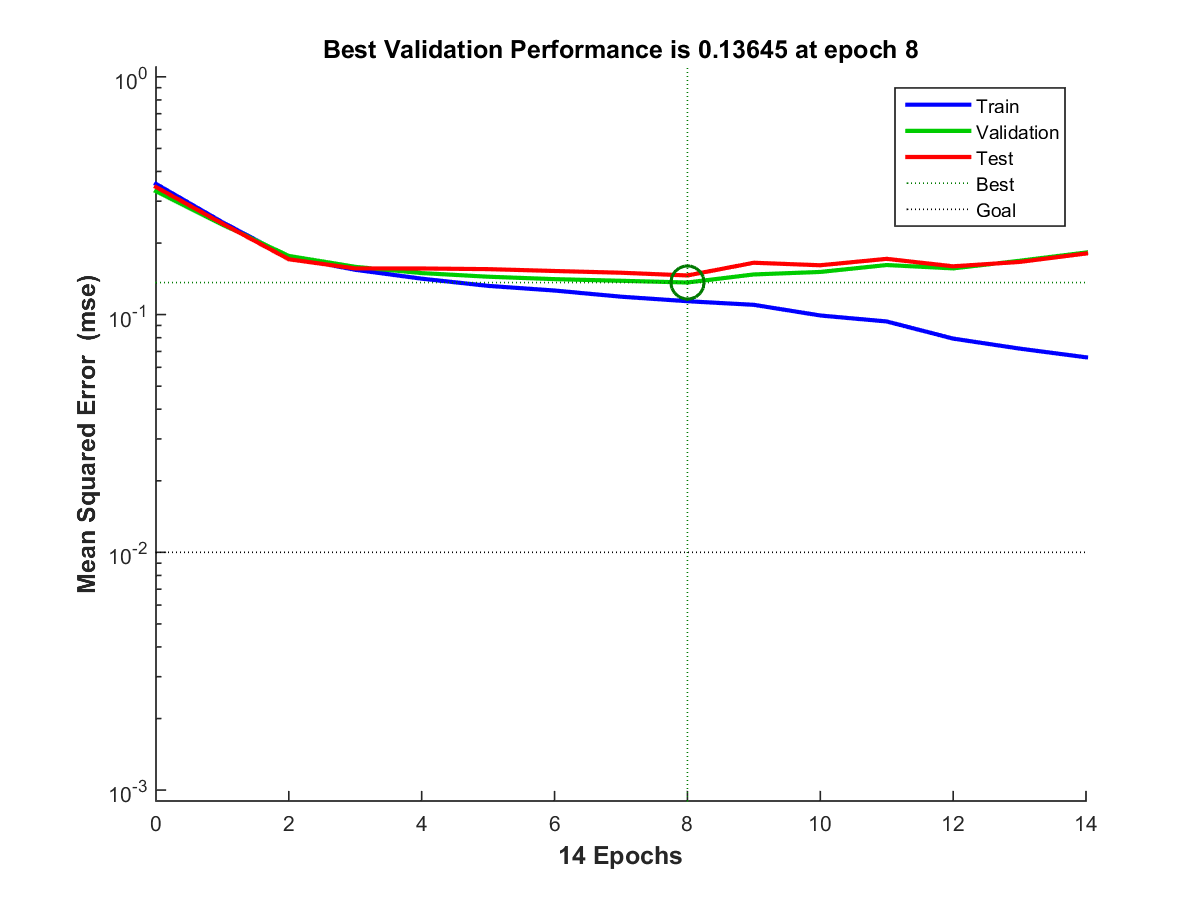 Best Validation Performance is 0.13645 at epoch 8
10^0
10^-1
10^-2
10^-3
Mean Squared Error (mse)
Train
Validation
Test
Best
Goal
0 2 4 6 8 10 12 14
14 Epochs